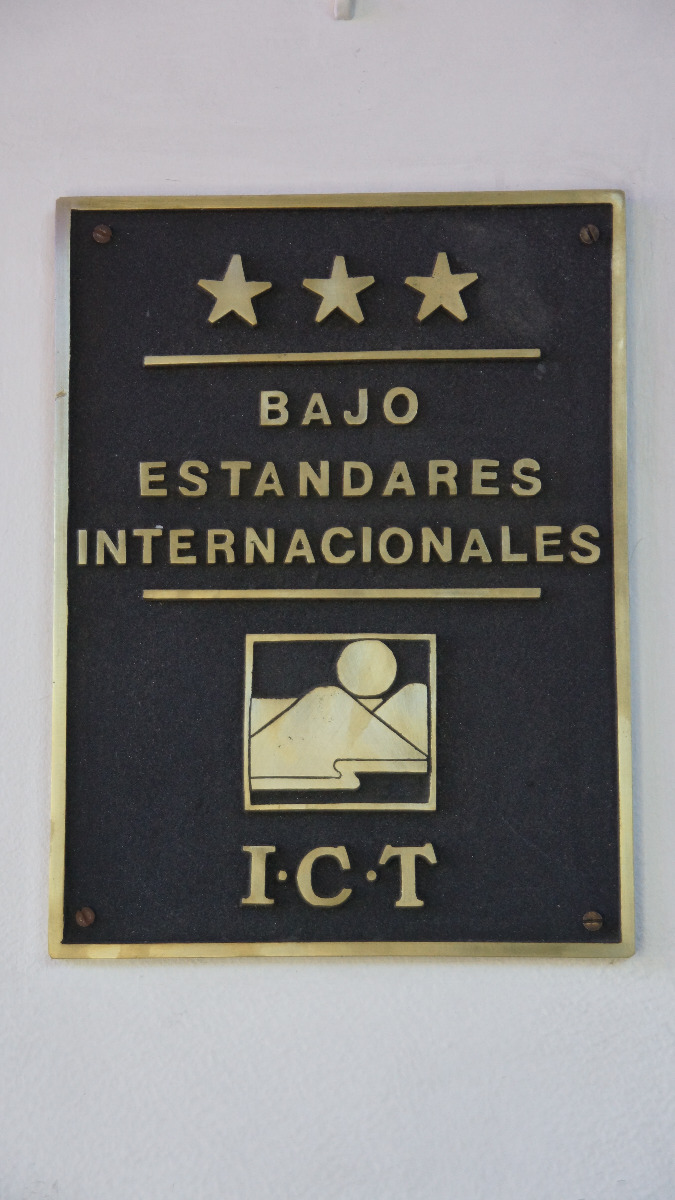 BAJO
ESTANDARES
INTERNACIONALES
I·C·T